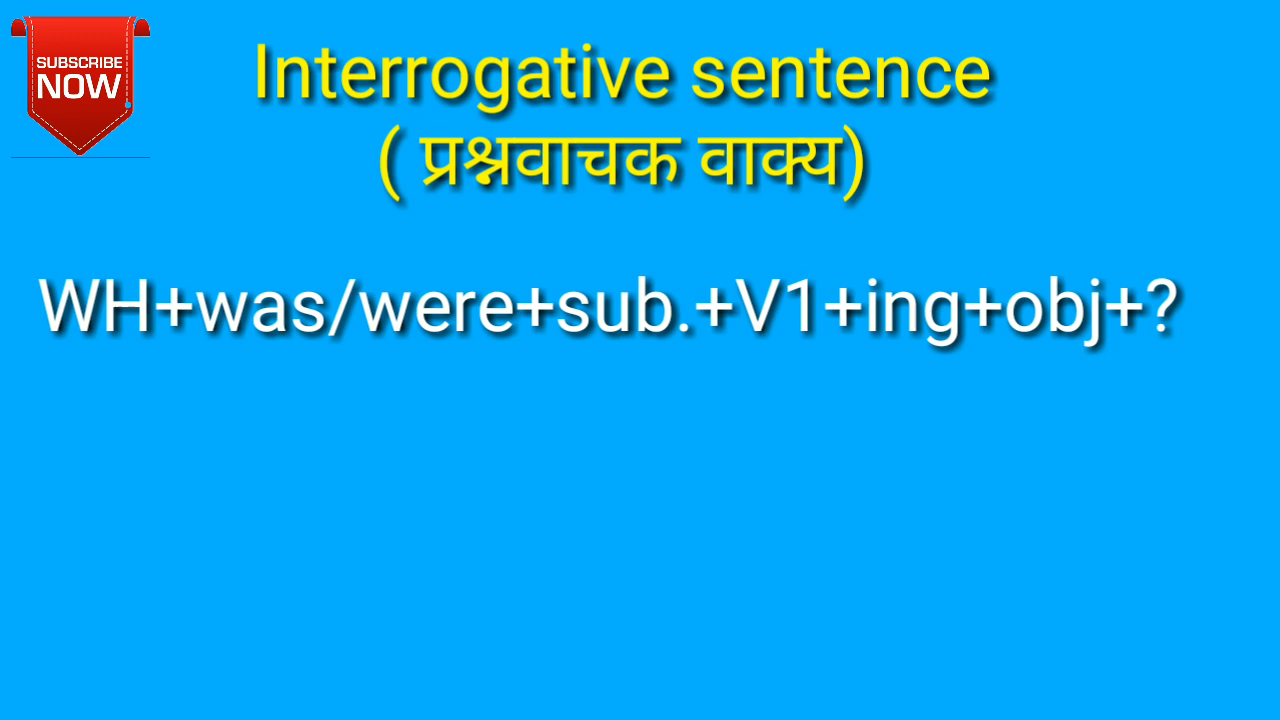 SUBSCRIBE
NOW
Interrogative sentence
( प्रश्नवाचक वाक्य)
WH+was/were+sub.+V1+ing+obj+?